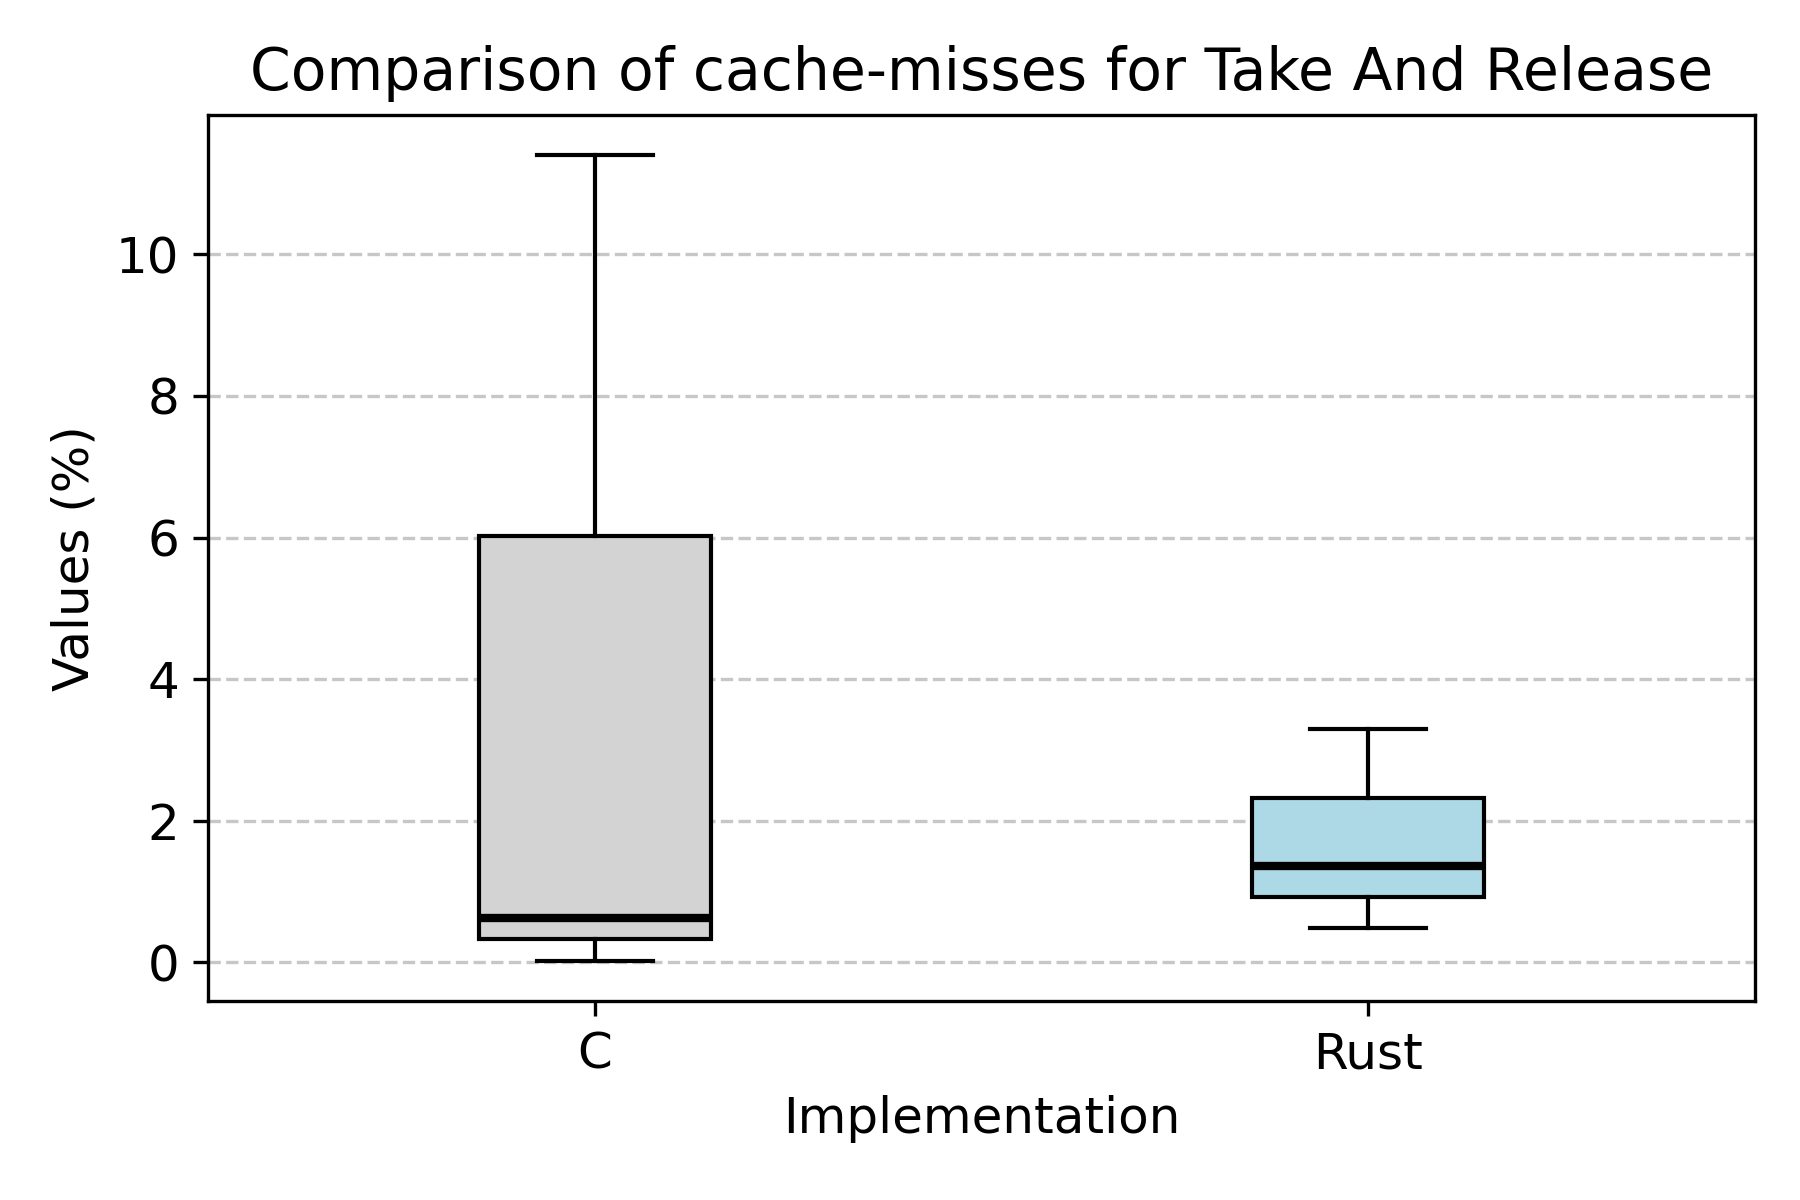 Comparison of cache-misses for Take And Release
Values (%)
10
8
6
4
2
0
C
Rust
Implementation